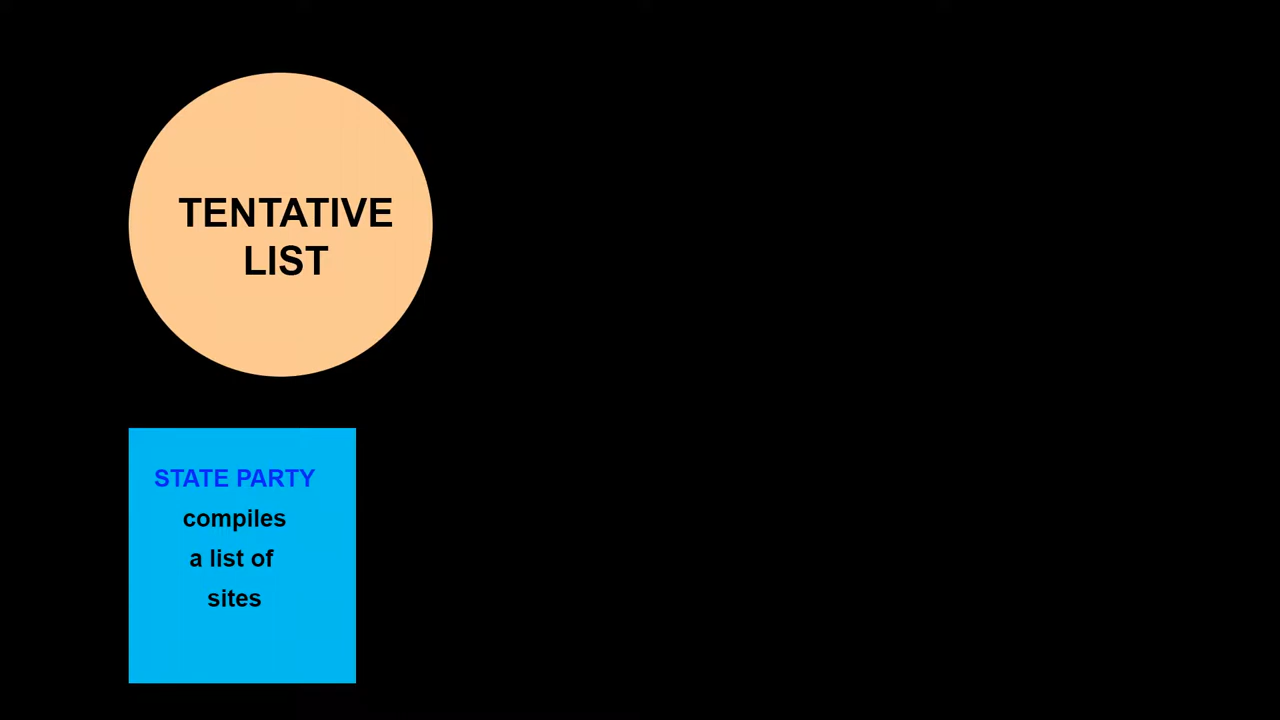 TENTATIVE
LIST
STATE PARTY
compiles
a list of
sites